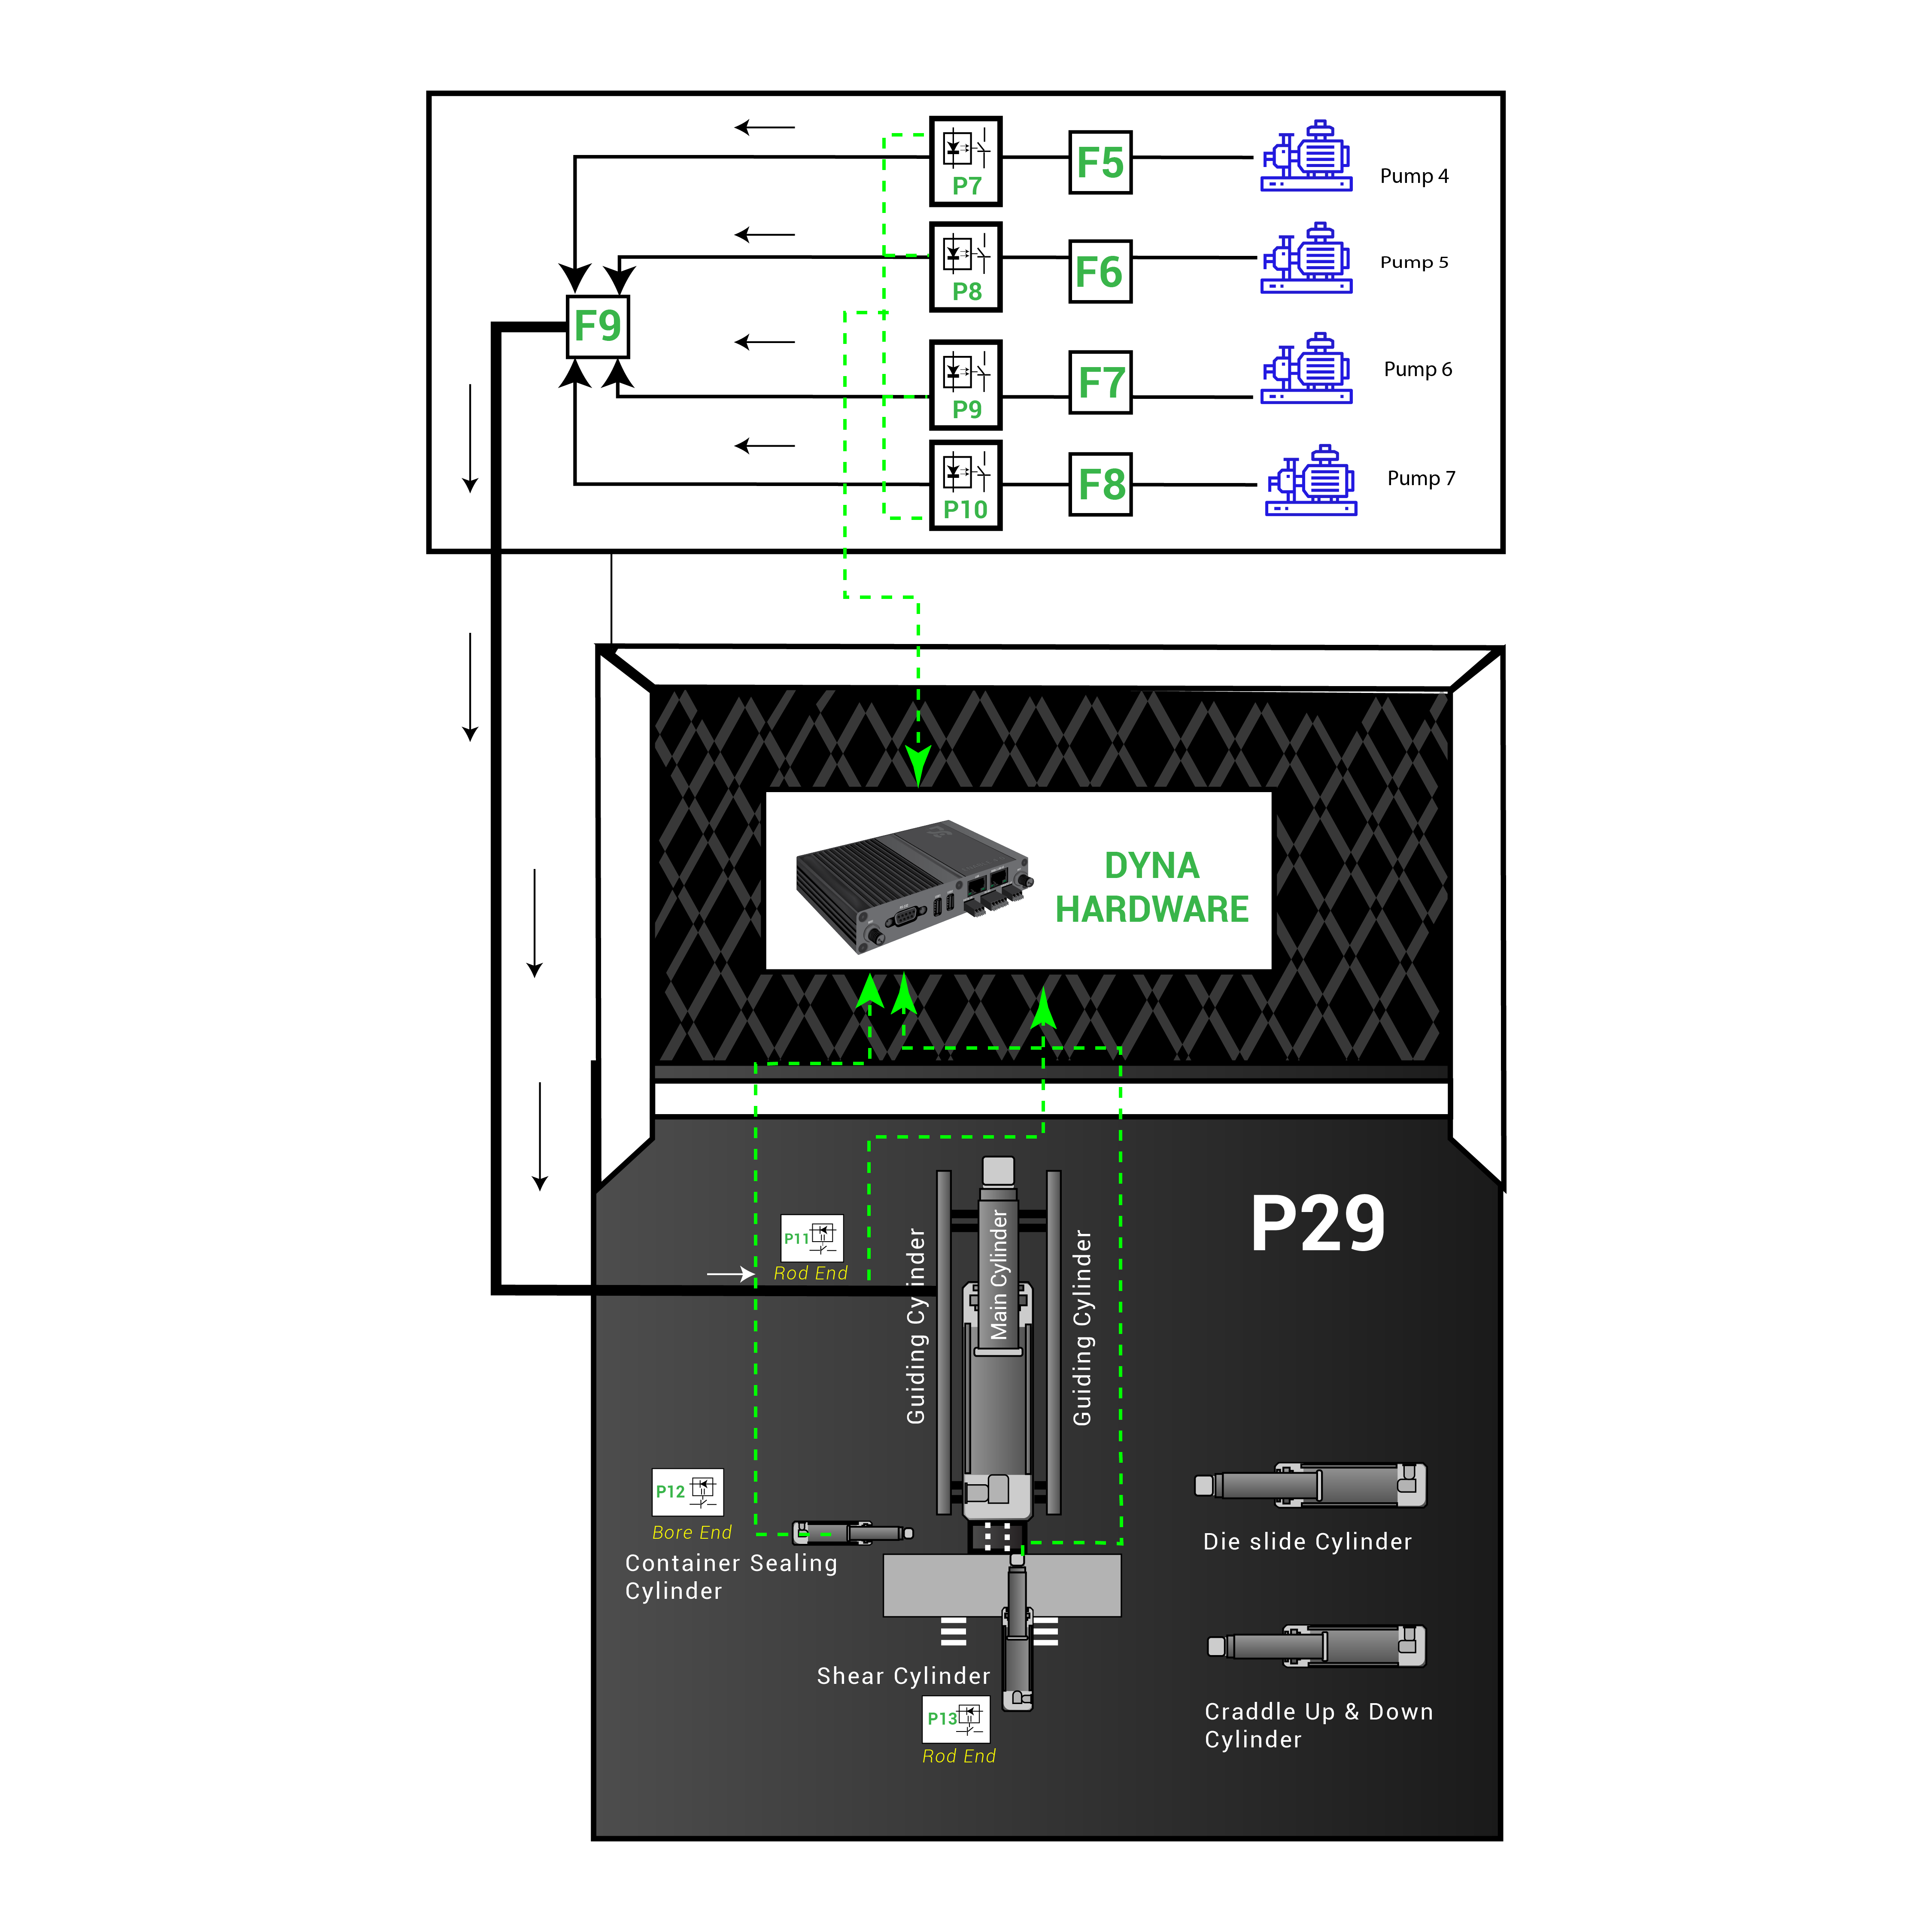 P7
F5
Pump 4
P8
F6
Pump 5
F9
P9
F7
Pump 6
P10
F8
Pump 7
DYNA
HARDWARE
P29
P11
Rod End
Guiding Cylinder
Main Cylinder
Guiding Cylinder
P12
Bore End
Container Sealing
Cylinder
Die slide Cylinder
Shear Cylinder
P13
Rod End
Craddle Up & Down
Cylinder